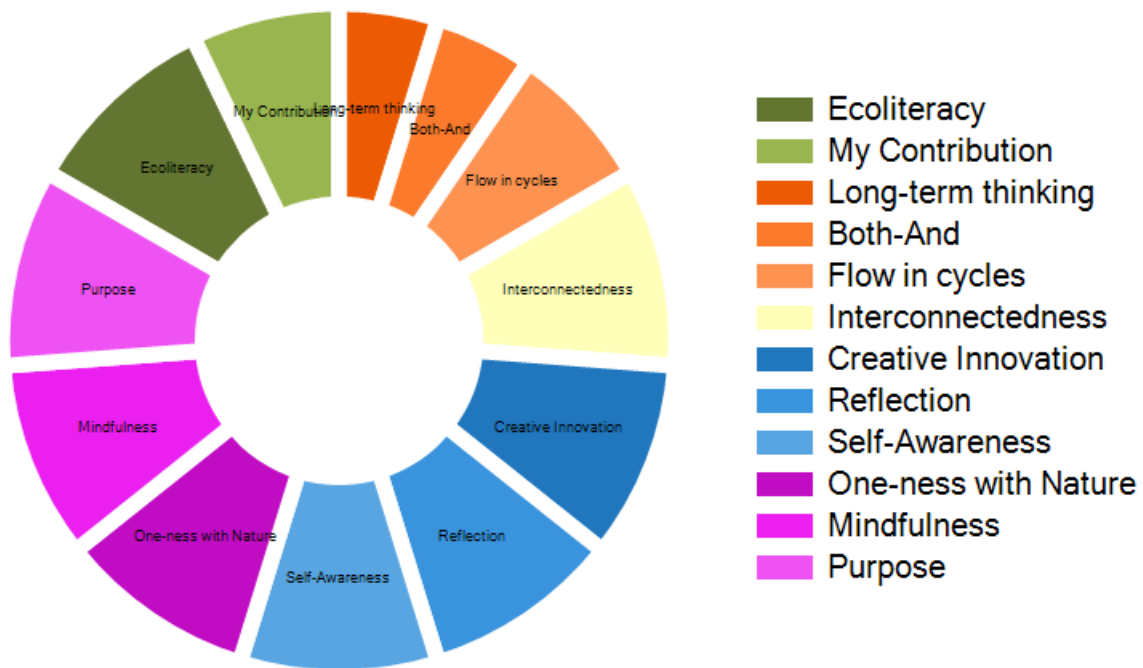 My Contribution
Long-term thinking
Both-And
Ecoliteracy
Flow in cycles
Purpose
Interconnectedness
Mindfulness
Creative Innovation
One-ness with Nature
Reflection
Self-Awareness
Ecoliteracy
My Contribution
Long-term thinking
Both-And
Flow in cycles
Interconnectedness
Creative Innovation
Reflection
Self-Awareness
One-ness with Nature
Mindfulness
Purpose